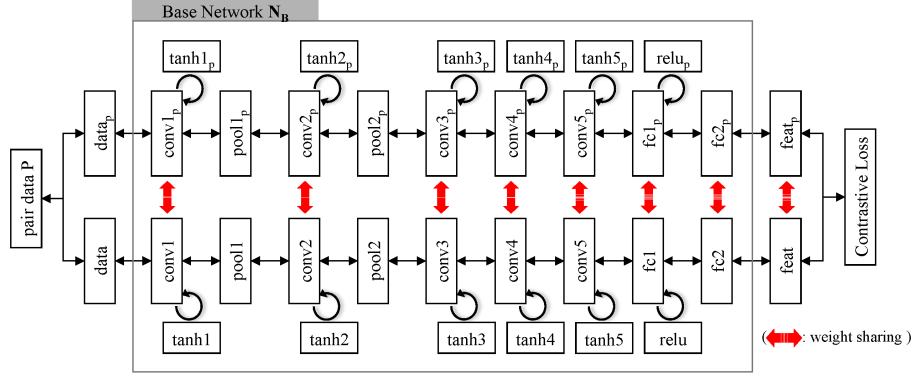 Base Network N_B
tanh1_p
tanh2_p
tanh3_p
tanh4_p
tanh5_p
relu_p
data_p
conv1_p
pool1_p
conv2_p
pool2_p
conv3_p
conv4_p
conv5_p
fc1_p
fc2_p
feat_p
pair data P
Contrastive Loss
data
conv1
pool1
conv2
pool2
conv3
conv4
conv5
fc1
fc2
feat
tanh1
tanh2
tanh3
tanh4
tanh5
relu
( : weight sharing )